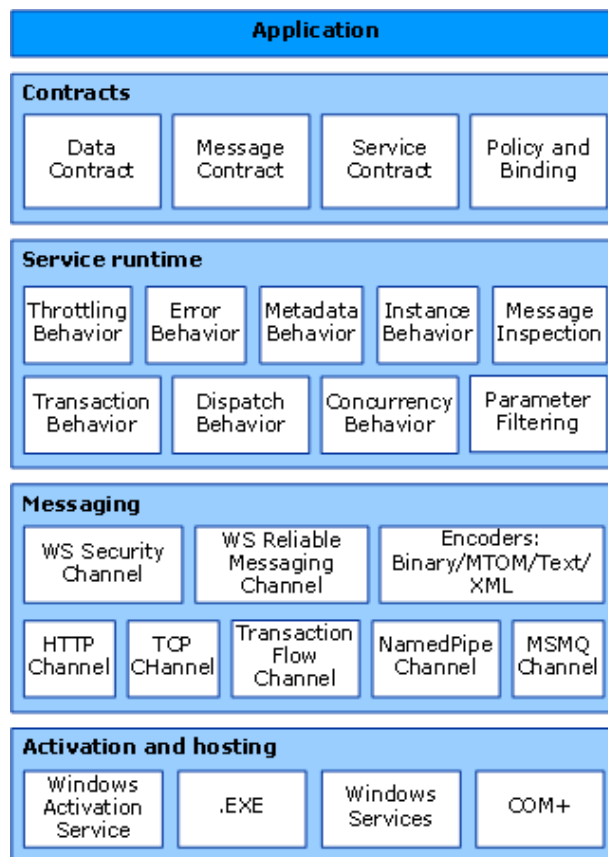 Application
Contracts
Data
Contract
Message
Contract
Service
Contract
Policy and
Binding
Service runtime
Throttling
Behavior
Error
Behavior
Metadata
Behavior
Instance
Behavior
Message
Inspection
Transaction
Behavior
Dispatch
Behavior
Concurrency
Behavior
Parameter
Filtering
Messaging
WS Security
Channel
WS Reliable
Messaging
Channel
Encoders:
Binary/MTOM/Text/
XML
HTTP
Channel
TCP
CHannel
Transaction
Flow
Channel
NamedPipe
Channel
MSMQ
Channel
Activation and hosting
Windows
Activation
Service
.EXE
Windows
Services
COM+